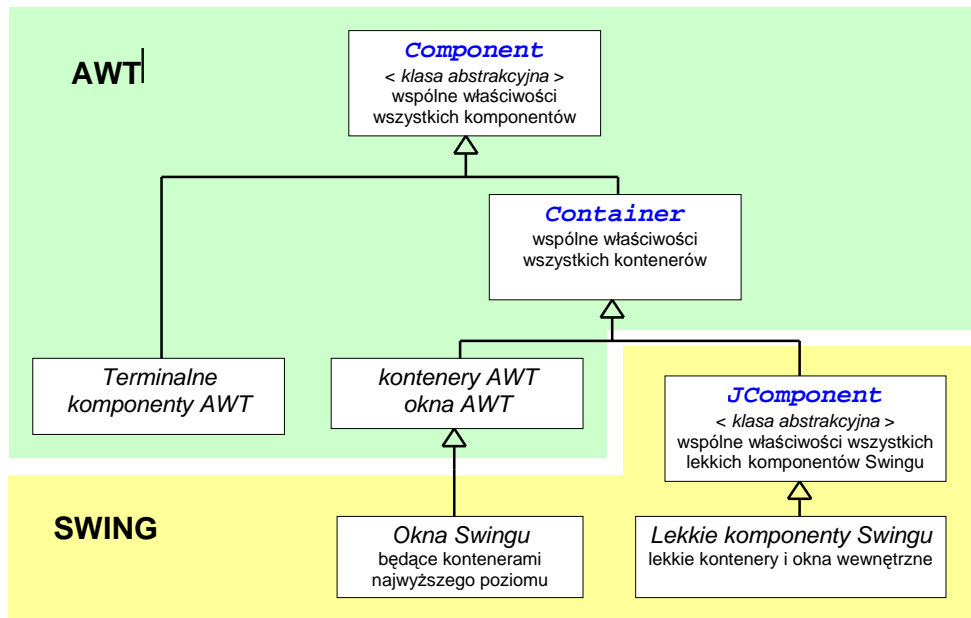 AWT
Component
< klasa abstrakcyjna >
wspólne właściwości
wszystkich komponentów
Container
wspólne właściwości
wszystkich kontenerów
Terminalne
komponenty AWT
kontenery AWT
okna AWT
JComponent
< klasa abstrakcyjna >
wspólne właściwości wszystkich
lekkich komponentów Swingu
SWING
Okna Swingu
będące kontenerami
najwyższego poziomu
Lekkie komponenty Swingu
lekkie kontenery i okna wewnętrzne